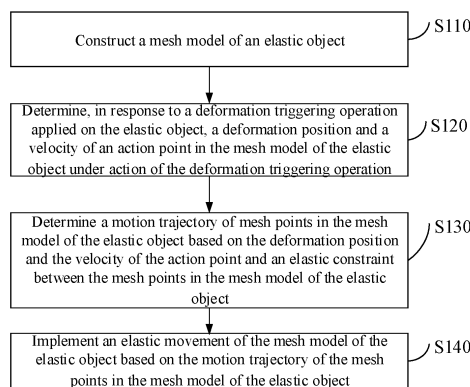 Construct a mesh model of an elastic object
S110
Determine, in response to a deformation triggering operation
applied on the elastic object, a deformation position and a
velocity of an action point in the mesh model of the elastic
object under action of the deformation triggering operation
S120
Determine a motion trajectory of mesh points in the mesh
model of the elastic object based on the deformation position
and the velocity of the action point and an elastic constraint
between the mesh points in the mesh model of the elastic
object
S130
Implement an elastic movement of the mesh model of the
elastic object based on the motion trajectory of the mesh
points in the mesh model of the elastic object
S140